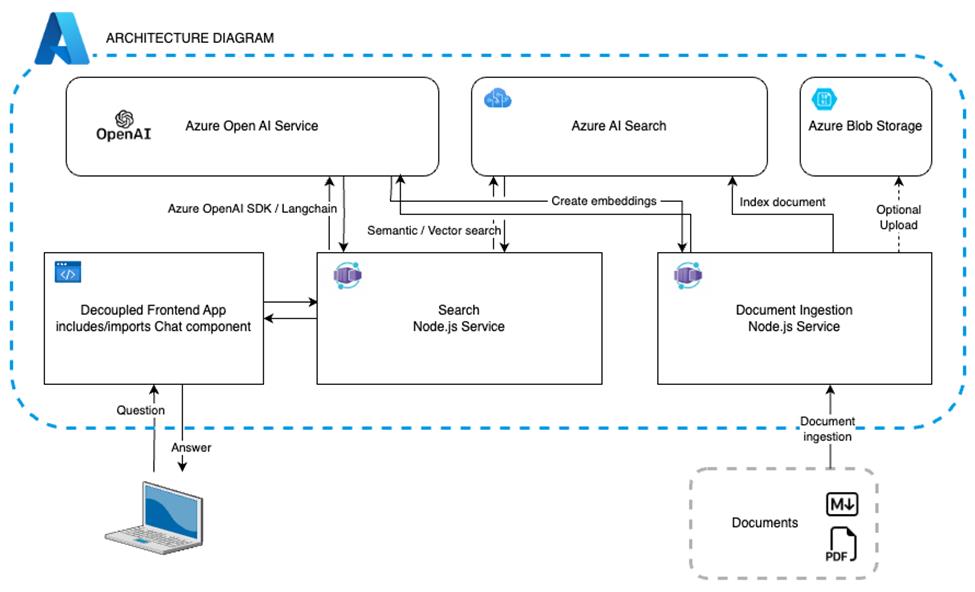 ARCHITECTURE DIAGRAM
OpenAI
Azure Open AI Service
Azure AI Search
Azure Blob Storage
Azure OpenAI SDK / Langchain
Create embeddings
Index document
Optional
Upload
Semantic / Vector search
Decoupled Frontend App
includes/imports Chat component
Search
Node.js Service
Document Ingestion
Node.js Service
Question
Answer
Document
ingestion
Documents
M
PDF